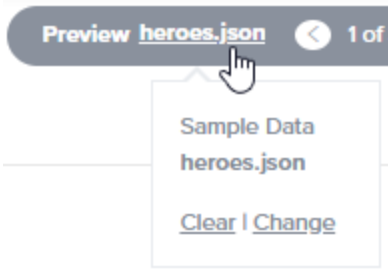 Preview heroes.json < 1 of
Sample Data
heroes.json
Clear | Change